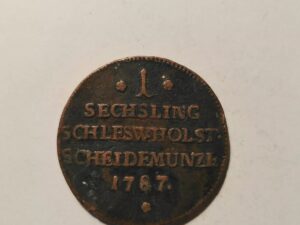 1
SECHSLING
SCHLESW.HOLST.
SCHEIDEMÜNZE
1787.